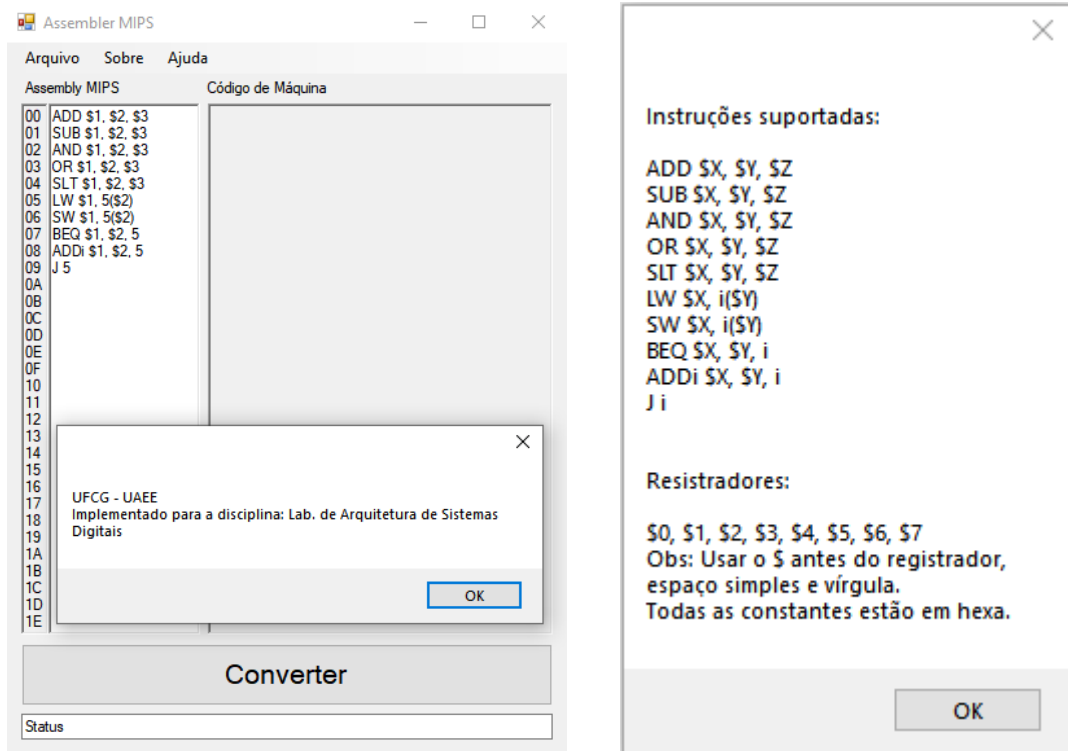 Assembler MIPS
Arquivo Sobre Ajuda
Assembly MIPS Código de Máquina
00 ADD $1, $2, $3
01 SUB $1, $2, $3
02 AND $1, $2, $3
03 OR $1, $2, $3
04 SLT $1, $2, $3
05 LW $1, 5($2)
06 SW $1, 5($2)
07 BEQ $1, $2, 5
08 ADDi $1, $2, 5
09 J 5
0A
0B
0C
0D
0E
0F
10
11
12
13
14
15
16
17
18
19
1A
1B
1C
1D
1E
UFCG - UAEE
Implementado para a disciplina: Lab. de Arquitetura de Sistemas
Digitais
OK
Converter
Status
Instruções suportadas:
ADD $X, $Y, $Z
SUB $X, $Y, $Z
AND $X, $Y, $Z
OR $X, $Y, $Z
SLT $X, $Y, $Z
LW $X, i($Y)
SW $X, i($Y)
BEQ $X, $Y, i
ADDi $X, $Y, i
J i
Resistradores:
$0, $1, $2, $3, $4, $5, $6, $7
Obs: Usar o $ antes do registrador,
espaço simples e vírgula.
Todas as constantes estão em hexa.
OK